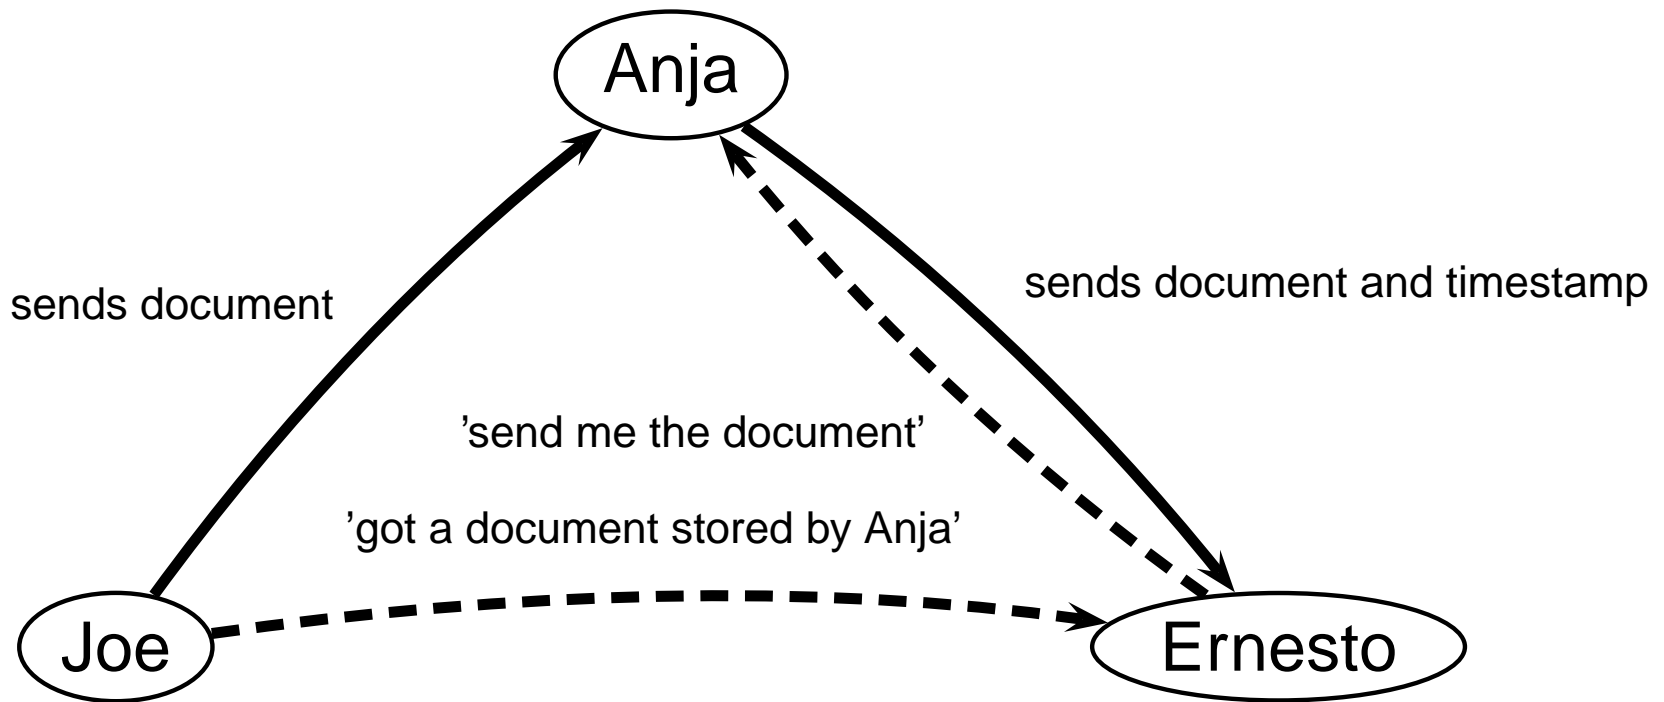 Anja
sends document and timestamp
sends document
’send me the document’
’got a document stored by Anja’
Joe
Ernesto